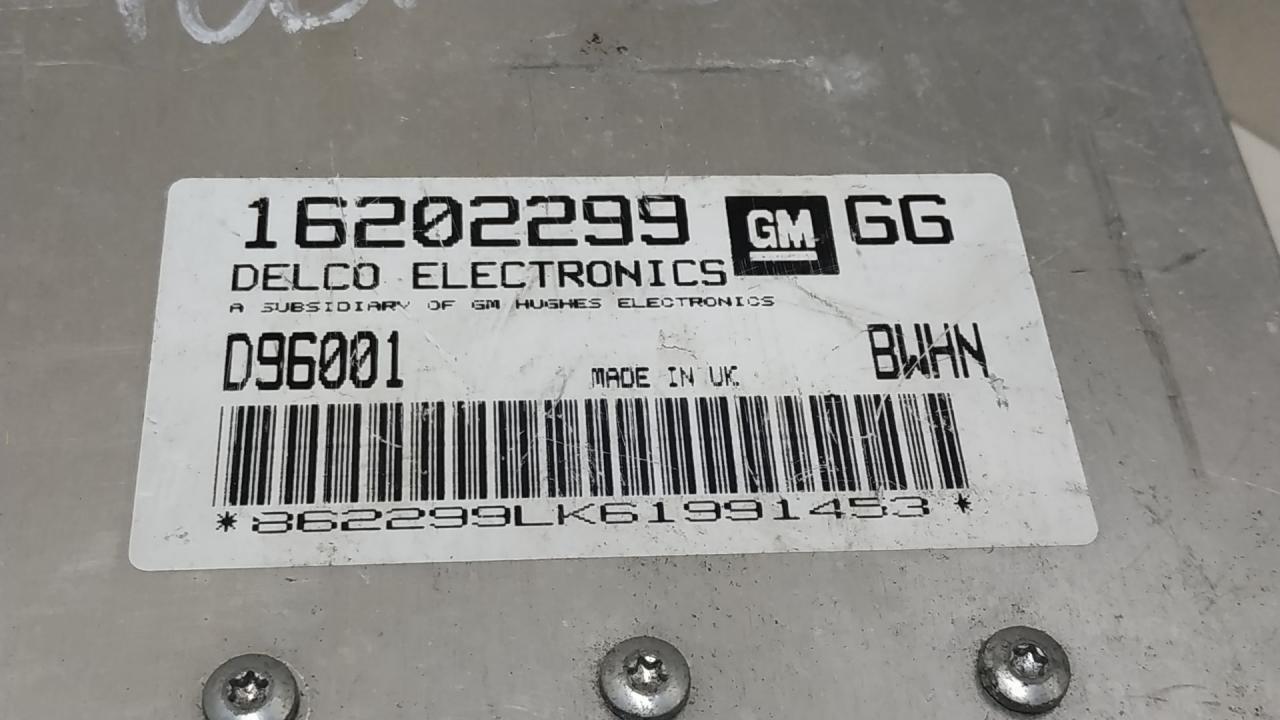 16202299 GM GG
DELCO ELECTRONICS
A SUBSIDIARY OF GM HUGHES ELECTRONICS
D96001 MADE IN UK. BWHN
*862299LK61991453*